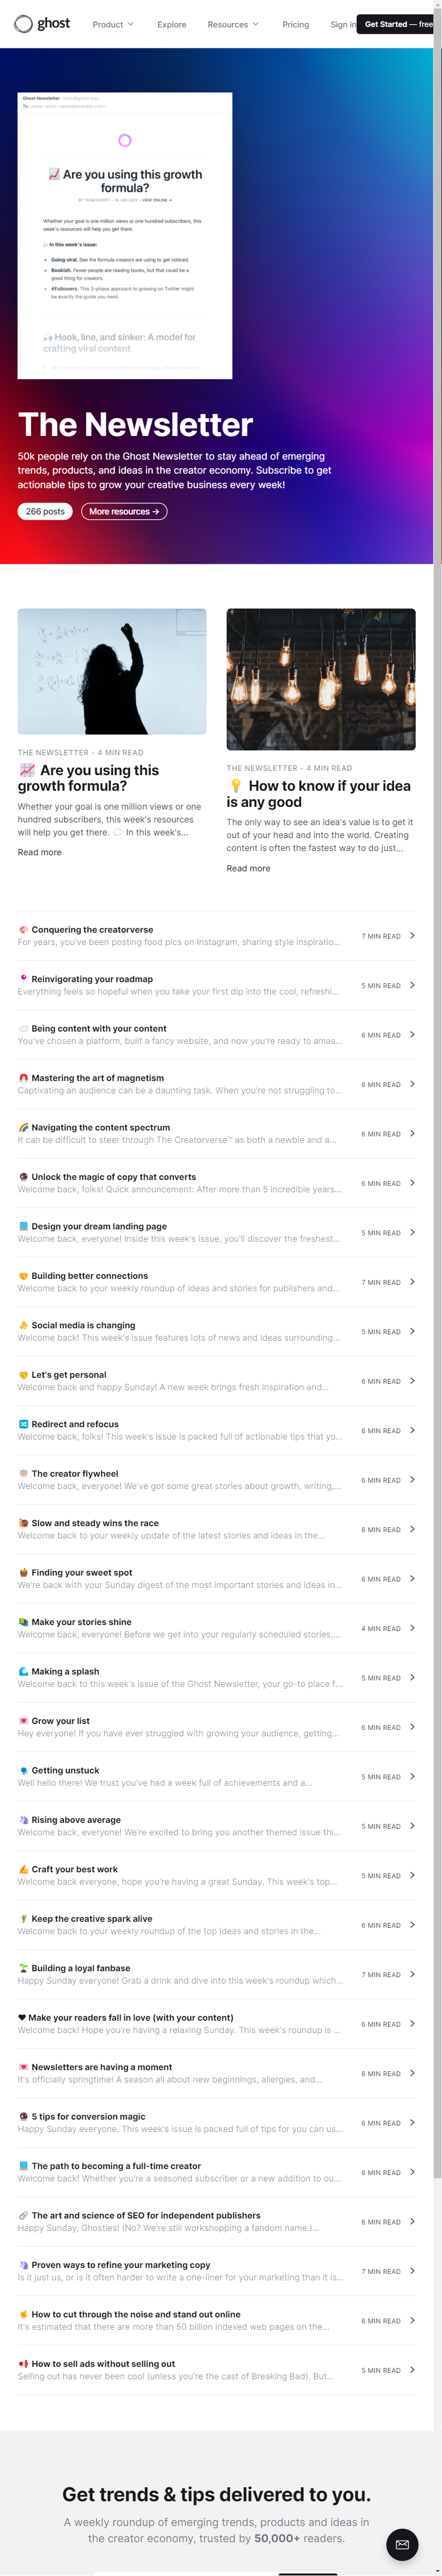 ghost
Product
Explore
Resources
Pricing
Sign in
Get Started — free
Ghost Newsletter
To:
📈 Are you using this growth
formula?
BY TEAM GHOST – 16 JAN 2022 – VIEW ONLINE →
Whether your goal is one million views or one hundred subscribers, this
week's resources will help you get there.
In this week's issue:
• Going viral. See the formula creators are using to get noticed.
• Bookish. Fewer people are reading books, but that could be a
good thing for creators.
• #Followers. This 3-phase approach to growing on Twitter might
be exactly the guide you need.
🎣 Hook, line, and sinker: A model for
crafting viral content
The Newsletter
50k people rely on the Ghost Newsletter to stay ahead of emerging
trends, products, and ideas in the creator economy. Subscribe to get
actionable tips to grow your creative business every week!
266 posts
More resources →
THE NEWSLETTER - 4 MIN READ
📈 Are you using this
growth formula?
Whether your goal is one million views or one
hundred subscribers, this week's resources
will help you get there. 💬 In this week's...
Read more
THE NEWSLETTER - 4 MIN READ
💡 How to know if your idea
is any good
The only way to see an idea's value is to get it
out of your head and into the world. Creating
content is often the fastest way to do just...
Read more
Conquering the creatorverse
For years, you've been posting food pics on Instagram, sharing style inspiratio...
7 MIN READ
Reinvigorating your roadmap
Everything feels so hopeful when you take your first dip into the cool, refreshi...
5 MIN READ
Being content with your content
You've chosen a platform, built a fancy website, and now you're ready to amas...
6 MIN READ
Mastering the art of magnetism
Captivating an audience can be a daunting task. When you're not struggling to...
6 MIN READ
Navigating the content spectrum
It can be difficult to steer through The Creatorverse™ as both a newbie and a...
6 MIN READ
Unlock the magic of copy that converts
Welcome back, folks! Quick announcement: After more than 5 incredible years...
6 MIN READ
Design your dream landing page
Welcome back, everyone! Inside this week's issue, you'll discover the freshest...
5 MIN READ
Building better connections
Welcome back to your weekly roundup of ideas and stories for publishers and...
7 MIN READ
Social media is changing
Welcome back! This week's issue features lots of news and ideas surrounding...
5 MIN READ
Let's get personal
Welcome back and happy Sunday! A new week brings fresh inspiration and...
6 MIN READ
Redirect and refocus
Welcome back, folks! This week's issue is packed full of actionable tips that yo...
6 MIN READ
The creator flywheel
Welcome back, everyone! We've got some great stories about growth, writing,...
6 MIN READ
Slow and steady wins the race
Welcome back to your weekly update of the latest stories and ideas in the...
6 MIN READ
Finding your sweet spot
We're back with your Sunday digest of the most important stories and ideas in...
6 MIN READ
Make your stories shine
Welcome back, everyone! Before we get into your regularly scheduled stories,...
4 MIN READ
Making a splash
Welcome back to this week's issue of the Ghost Newsletter, your go-to place f...
5 MIN READ
Grow your list
Hey everyone! If you have ever struggled with growing your audience, getting...
6 MIN READ
Getting unstuck
Well hello there! We trust you've had a week full of achievements and a...
5 MIN READ
Rising above average
Welcome back, everyone! We're excited to bring you another themed issue thi...
5 MIN READ
Craft your best work
Welcome back everyone, hope you're having a great Sunday. This week's top...
5 MIN READ
Keep the creative spark alive
Welcome back to your weekly roundup of the top ideas and stories in the...
6 MIN READ
Building a loyal fanbase
Happy Sunday everyone! Grab a drink and dive into this week's roundup which...
7 MIN READ
♥ Make your readers fall in love (with your content)
Welcome back! Hope you're having a relaxing Sunday. This week's roundup is ...
6 MIN READ
Newsletters are having a moment
It's officially springtime! A season all about new beginnings, allergies, and...
6 MIN READ
5 tips for conversion magic
Happy Sunday everyone. This week's issue is packed full of tips for you can us...
6 MIN READ
The path to becoming a full-time creator
Welcome back! Whether you're a seasoned subscriber or a new addition to ou...
6 MIN READ
The art and science of SEO for independent publishers
Happy Sunday, Ghosties! (No? We're still workshopping a fandom name.)...
6 MIN READ
Proven ways to refine your marketing copy
Is it just us, or is it often harder to write a one-liner for your marketing than it is...
7 MIN READ
How to cut through the noise and stand out online
It's estimated that there are more than 50 billion indexed web pages on the...
6 MIN READ
How to sell ads without selling out
Selling out has never been cool (unless you're the cast of Breaking Bad). But...
5 MIN READ
Get trends & tips delivered to you.
A weekly roundup of emerging trends, products and ideas in
the creator economy, trusted by 50,000+ readers.